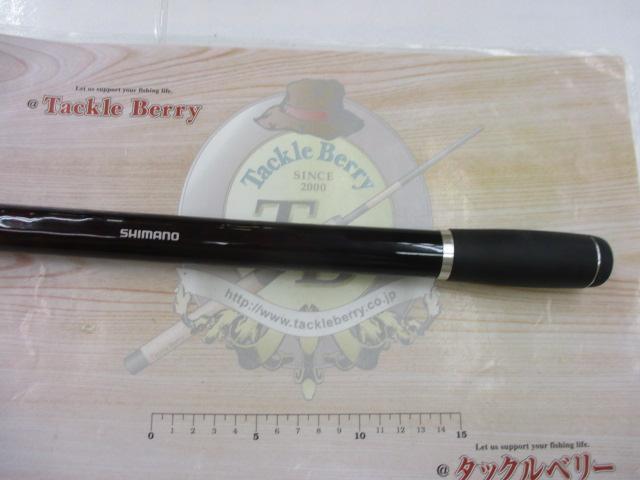 Let us support your fishing life.
@ Tackle Berry
Tackle Berry
SINCE
2000
TB
SHIMANO
http://www.tackleberry.co.jp
0 1 2 3 4 5 6 7 8 9 10 11 12 13 14 15
Let us support your fishing life.
@ タックルベリー